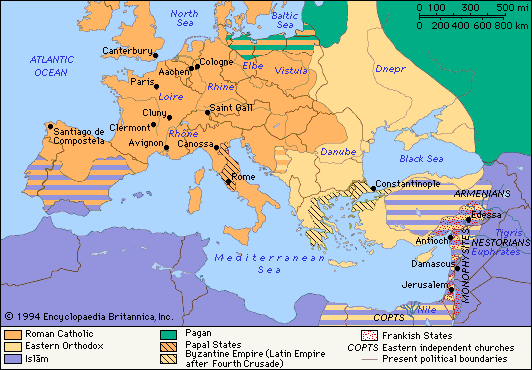 North
Sea
Baltic
Sea
0 100 300 500 mi
0 200 400 600 800 km
Canterbury
ATLANTIC
OCEAN
Cologne
Aachen
Elbe
Dnepr
Paris
Rhine
Vistula
Loire
Cluny
Saint Gall
Clermont
Rhône
Santiago de
Compostela
Avignon
Canossa
Danube
Black Sea
Rome
Constantinople
ARMENIANS
Edessa
Tigris
NESTORIANS
Euphrates
Antioch
MONOPHYSITES
Mediterranean
Sea
Damascus
Jerusalem
Nile
COPTS
© 1994 Encyclopaedia Britannica, Inc.
Roman Catholic
Eastern Orthodox
Islām
Pagan
Papal States
Byzantine Empire (Latin Empire
after Fourth Crusade)
Frankish States
COPTS Eastern independent churches
Present political boundaries